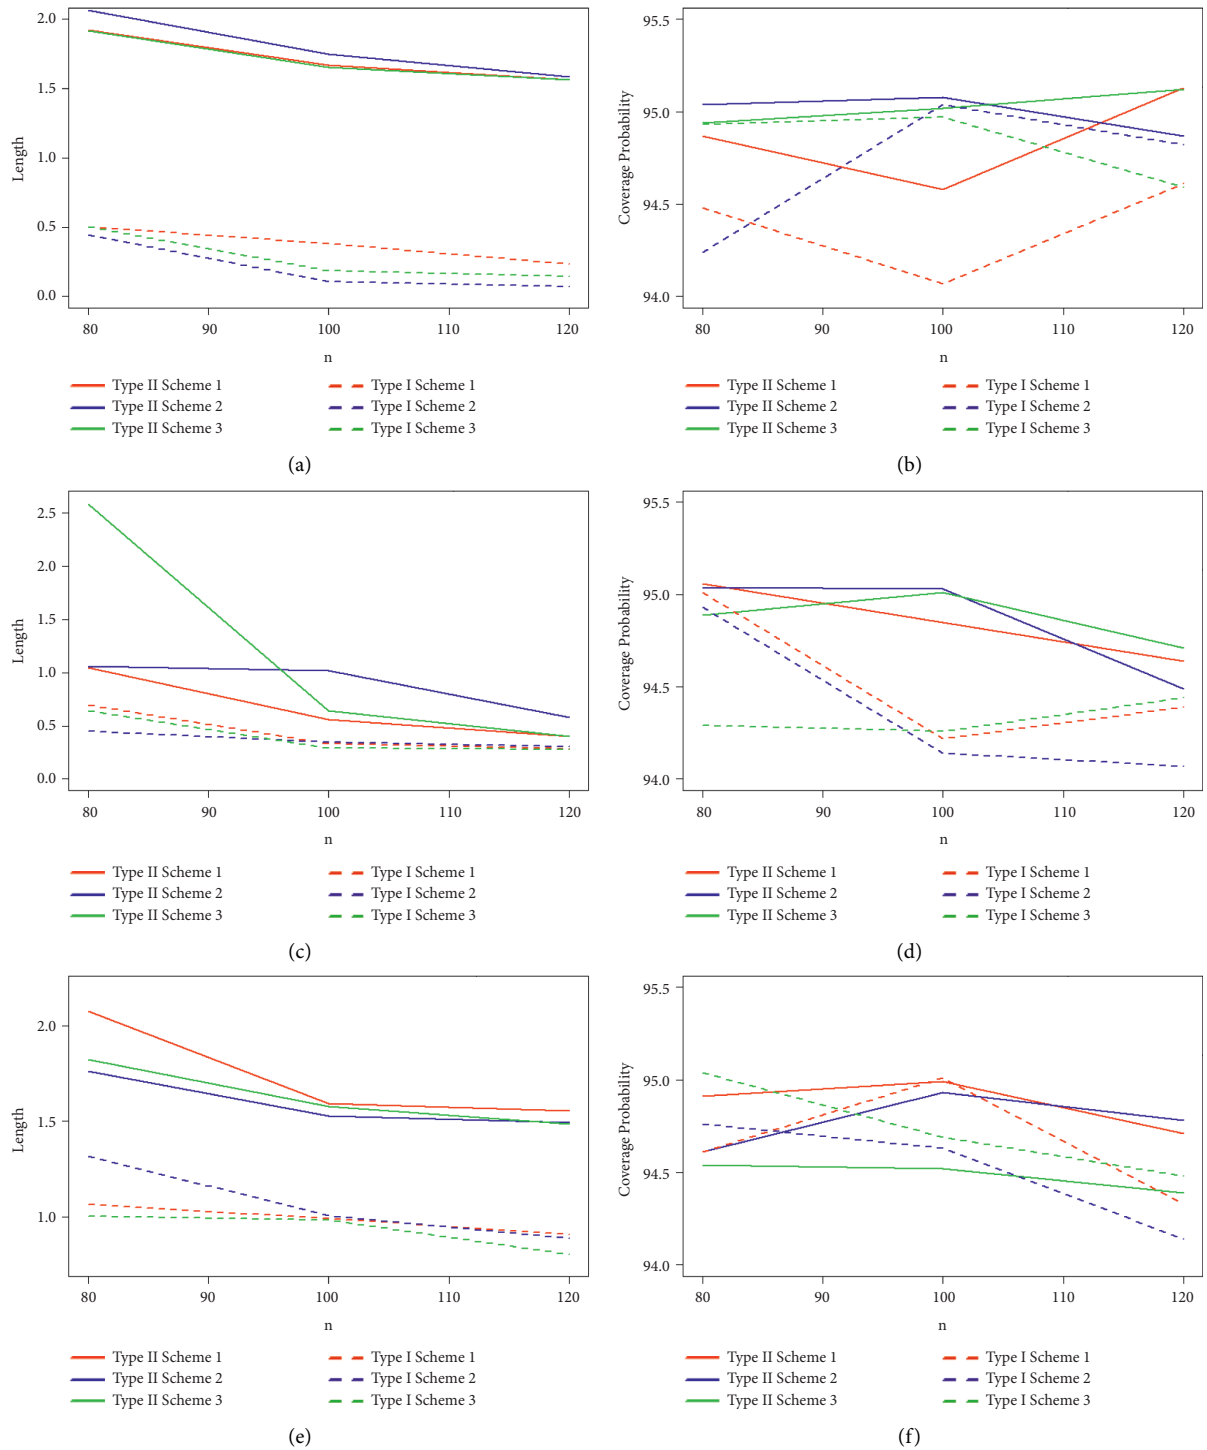 2.0
1.5
1.0
0.5
0.0
Length
80 90 100 110 120
n
Type II Scheme 1 Type I Scheme 1
Type II Scheme 2 Type I Scheme 2
Type II Scheme 3 Type I Scheme 3
(a)
95.5
95.0
94.5
94.0
Coverage Probability
80 90 100 110 120
n
Type II Scheme 1 Type I Scheme 1
Type II Scheme 2 Type I Scheme 2
Type II Scheme 3 Type I Scheme 3
(b)
2.5
2.0
1.5
1.0
0.5
0.0
Length
80 90 100 110 120
n
Type II Scheme 1 Type I Scheme 1
Type II Scheme 2 Type I Scheme 2
Type II Scheme 3 Type I Scheme 3
(c)
95.5
95.0
94.5
94.0
Coverage Probability
80 90 100 110 120
n
Type II Scheme 1 Type I Scheme 1
Type II Scheme 2 Type I Scheme 2
Type II Scheme 3 Type I Scheme 3
(d)
2.0
1.5
1.0
Length
80 90 100 110 120
n
Type II Scheme 1 Type I Scheme 1
Type II Scheme 2 Type I Scheme 2
Type II Scheme 3 Type I Scheme 3
(e)
95.5
95.0
94.5
94.0
Coverage Probability
80 90 100 110 120
n
Type II Scheme 1 Type I Scheme 1
Type II Scheme 2 Type I Scheme 2
Type II Scheme 3 Type I Scheme 3
(f)